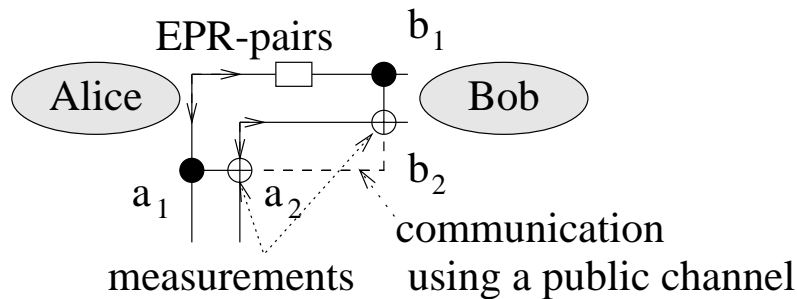 EPR-pairs
b1
Alice
Bob
a1
a2
b2
communication
measurements
using a public channel